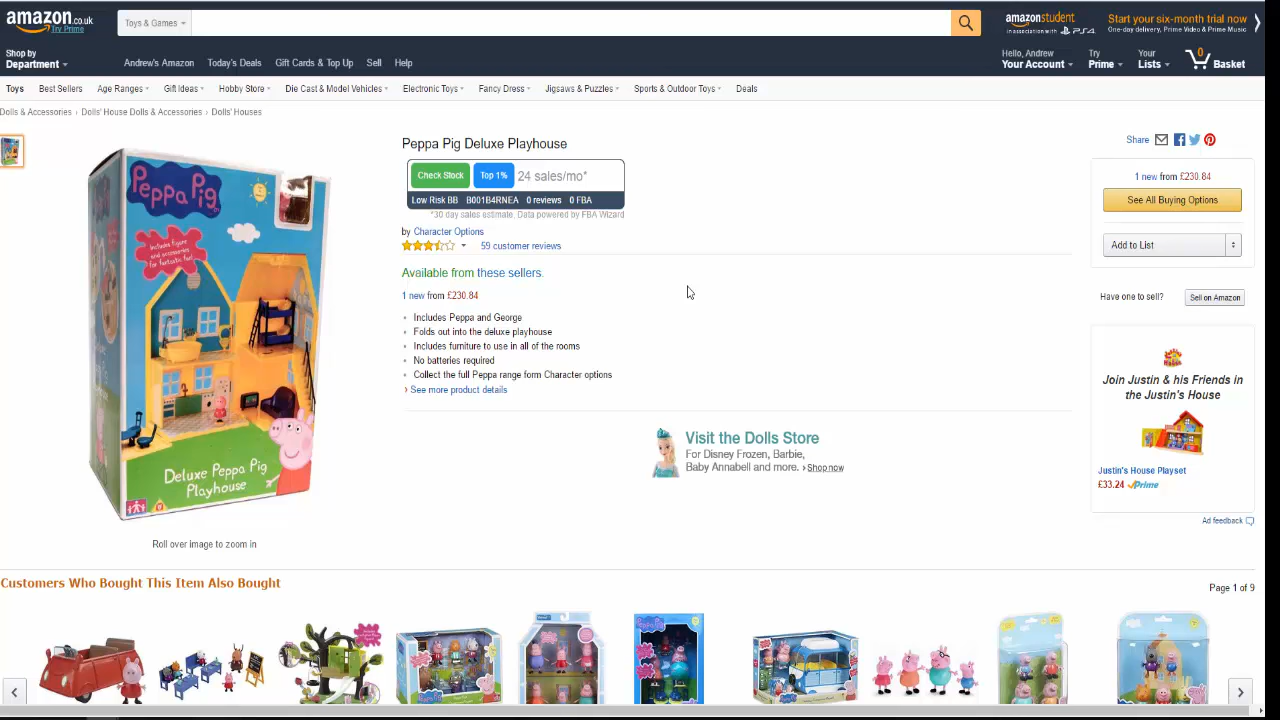 amazon.co.uk
Try Prime
Toys & Games
amazonstudent
in association with PS4
Start your six-month trial now
One-day delivery, Prime Video & Prime Music
Shop by
Department
Andrew's Amazon Today's Deals Gift Cards & Top Up Sell Help
Hello, Andrew
Your Account
Try
Prime
Your
Lists
0
Basket
Toys Best Sellers Age Ranges Gift Ideas Hobby Store Die Cast & Model Vehicles Electronic Toys Fancy Dress Jigsaws & Puzzles Sports & Outdoor Toys Deals
Dolls & Accessories › Dolls' House Dolls & Accessories › Dolls' Houses
Peppa Pig
Includes figure
and accessories
for fantastic fun!
Deluxe Peppa Pig
Playhouse
Roll over image to zoom in
Peppa Pig Deluxe Playhouse
Check Stock Top 1% 24 sales/mo*
Low Risk BB B001B4RNEA 0 reviews 0 FBA
*30 day sales estimate. Data powered by FBA Wizard
by Character Options
59 customer reviews
Available from these sellers.
1 new from £230.84
• Includes Peppa and George
• Folds out into the deluxe playhouse
• Includes furniture to use in all of the rooms
• No batteries required
• Collect the full Peppa range form Character options
› See more product details
Visit the Dolls Store
For Disney Frozen, Barbie,
Baby Annabell and more. › Shop now
Share
1 new from £230.84
See All Buying Options
Add to List
Have one to sell? Sell on Amazon
Join Justin & his Friends in
the Justin's House
Justin's House Playset
£33.24 Prime
Ad feedback
Customers Who Bought This Item Also Bought
Page 1 of 9